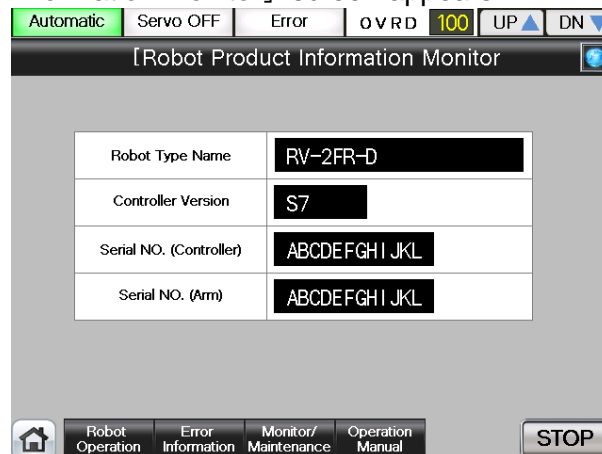 Automatic Servo OFF Error OVRD 100 UP DN
[Robot Product Information Monitor
Robot Type Name RV-2FR-D
Controller Version S7
Serial NO. (Controller) ABCDEFGHIJKL
Serial NO. (Arm) ABCDEFGHIJKL
Robot Operation Error Information Monitor/ Maintenance Operation Manual STOP